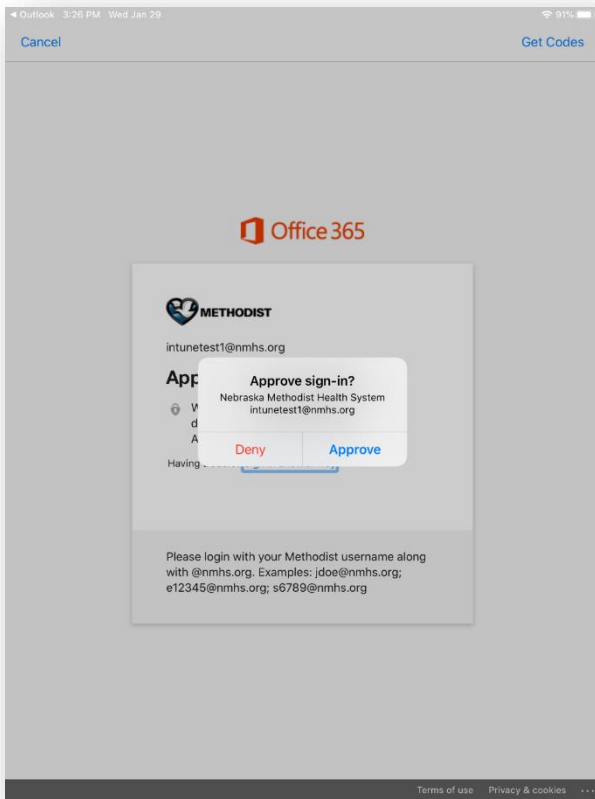 Outlook 3:26 PM Wed Jan 29 91%
Cancel Get Codes
Office 365
METHODIST
intunetest1@nmhs.org
App
Approve sign-in?
Nebraska Methodist Health System
intunetest1@nmhs.org
W
d
A
Deny Approve
Having
Please login with your Methodist username along
with @nmhs.org. Examples: jdoe@nmhs.org;
e12345@nmhs.org; s6789@nmhs.org
Terms of use Privacy & cookies ...